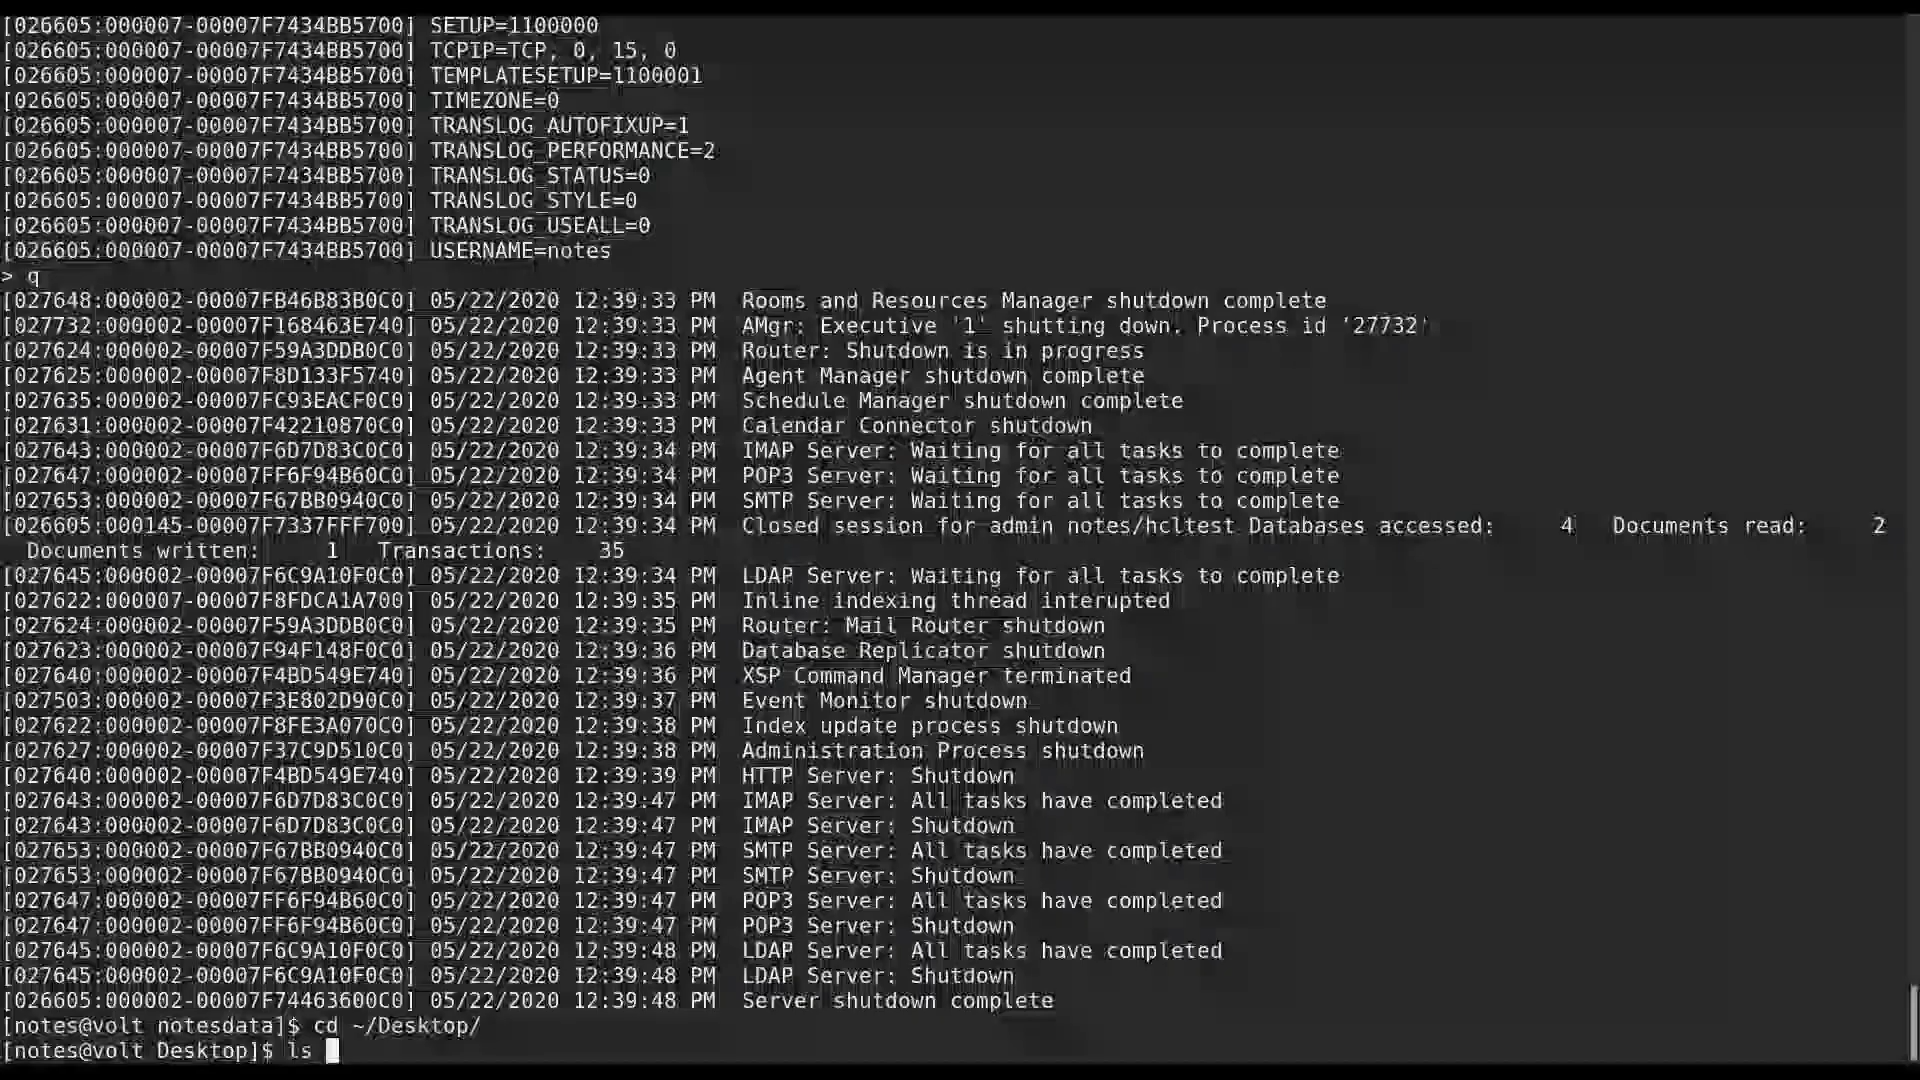 [026605:000007-00007F7434BB5700] SETUP=1100000
[026605:000007-00007F7434BB5700] TCPIP=TCP, 0, 15, 0
[026605:000007-00007F7434BB5700] TEMPLATESETUP=1100001
[026605:000007-00007F7434BB5700] TIMEZONE=0
[026605:000007-00007F7434BB5700] TRANSLOG_AUTOFIXUP=1
[026605:000007-00007F7434BB5700] TRANSLOG_PERFORMANCE=2
[026605:000007-00007F7434BB5700] TRANSLOG_STATUS=0
[026605:000007-00007F7434BB5700] TRANSLOG_STYLE=0
[026605:000007-00007F7434BB5700] TRANSLOG_USEALL=0
[026605:000007-00007F7434BB5700] USERNAME=notes
> q
[027648:000002-00007FB46B83B0C0] 05/22/2020 12:39:33 PM  Rooms and Resources Manager shutdown complete
[027732:000002-00007F168463E740] 05/22/2020 12:39:33 PM  AMgr: Executive '1' shutting down. Process id '27732'
[027624:000002-00007F59A3DDB0C0] 05/22/2020 12:39:33 PM  Router: Shutdown is in progress
[027625:000002-00007F8D133F5740] 05/22/2020 12:39:33 PM  Agent Manager shutdown complete
[027635:000002-00007FC93EACF0C0] 05/22/2020 12:39:33 PM  Schedule Manager shutdown complete
[027631:000002-00007F42210870C0] 05/22/2020 12:39:33 PM  Calendar Connector shutdown
[027643:000002-00007F6D7D83C0C0] 05/22/2020 12:39:34 PM  IMAP Server: Waiting for all tasks to complete
[027647:000002-00007FF6F94B60C0] 05/22/2020 12:39:34 PM  POP3 Server: Waiting for all tasks to complete
[027653:000002-00007F67BB0940C0] 05/22/2020 12:39:34 PM  SMTP Server: Waiting for all tasks to complete
[026605:000145-00007F7337FFF700] 05/22/2020 12:39:34 PM  Closed session for admin notes/hcltest Databases accessed:     4   Documents read:     2
  Documents written:     1   Transactions:    35
[027645:000002-00007F6C9A10F0C0] 05/22/2020 12:39:34 PM  LDAP Server: Waiting for all tasks to complete
[027622:000007-00007F8FDCA1A700] 05/22/2020 12:39:35 PM  Inline indexing thread interupted
[027624:000002-00007F59A3DDB0C0] 05/22/2020 12:39:35 PM  Router: Mail Router shutdown
[027623:000002-00007F94F148F0C0] 05/22/2020 12:39:36 PM  Database Replicator shutdown
[027640:000002-00007F4BD549E740] 05/22/2020 12:39:36 PM  XSP Command Manager terminated
[027503:000002-00007F3E802D90C0] 05/22/2020 12:39:37 PM  Event Monitor shutdown
[027622:000002-00007F8FE3A070C0] 05/22/2020 12:39:38 PM  Index update process shutdown
[027627:000002-00007F37C9D510C0] 05/22/2020 12:39:38 PM  Administration Process shutdown
[027640:000002-00007F4BD549E740] 05/22/2020 12:39:39 PM  HTTP Server: Shutdown
[027643:000002-00007F6D7D83C0C0] 05/22/2020 12:39:47 PM  IMAP Server: All tasks have completed
[027643:000002-00007F6D7D83C0C0] 05/22/2020 12:39:47 PM  IMAP Server: Shutdown
[027653:000002-00007F67BB0940C0] 05/22/2020 12:39:47 PM  SMTP Server: All tasks have completed
[027653:000002-00007F67BB0940C0] 05/22/2020 12:39:47 PM  SMTP Server: Shutdown
[027647:000002-00007FF6F94B60C0] 05/22/2020 12:39:47 PM  POP3 Server: All tasks have completed
[027647:000002-00007FF6F94B60C0] 05/22/2020 12:39:47 PM  POP3 Server: Shutdown
[027645:000002-00007F6C9A10F0C0] 05/22/2020 12:39:48 PM  LDAP Server: All tasks have completed
[027645:000002-00007F6C9A10F0C0] 05/22/2020 12:39:48 PM  LDAP Server: Shutdown
[026605:000002-00007F74463600C0] 05/22/2020 12:39:48 PM  Server shutdown complete
[notes@volt notesdata]$ cd ~/Desktop/
[notes@volt Desktop]$ ls